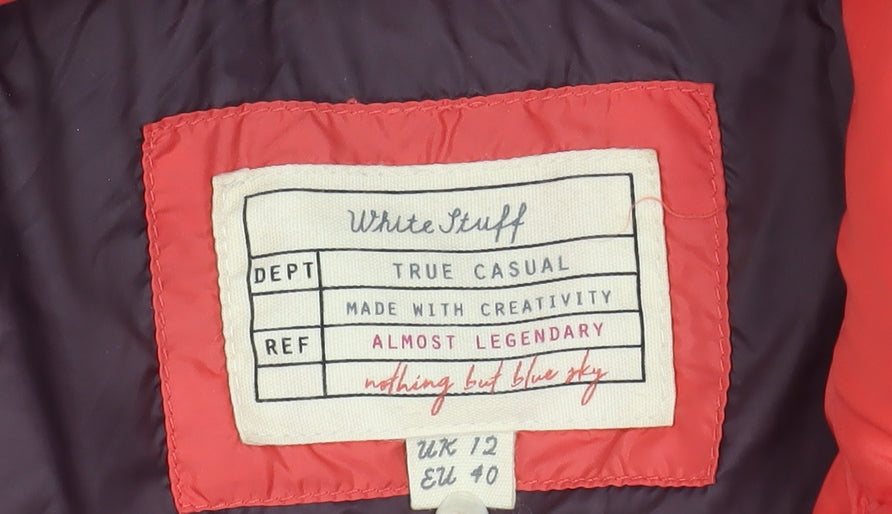 White Stuff
DEPT TRUE CASUAL
MADE WITH CREATIVITY
REF ALMOST LEGENDARY
nothing but blue sky
UK 12
EU 40